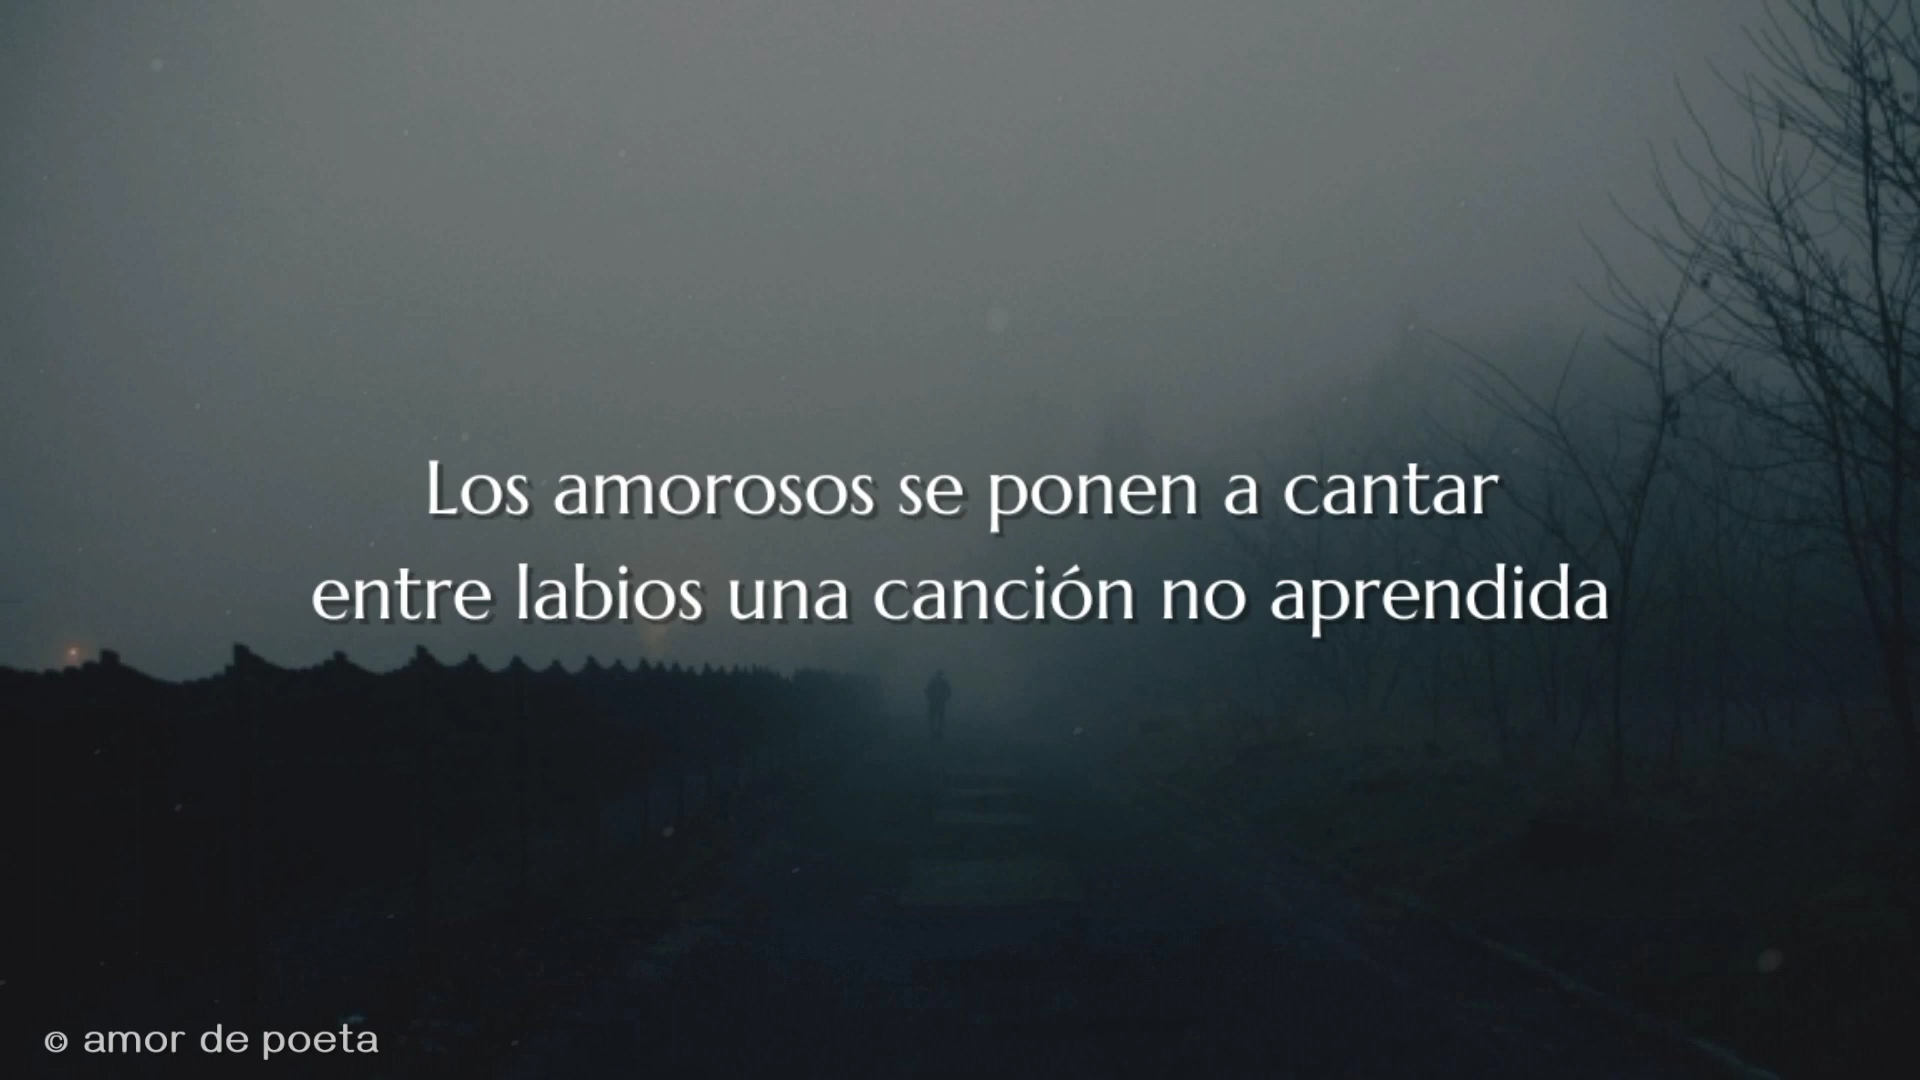 Los amorosos se ponen a cantar
entre labios una canción no aprendida
© amor de poeta